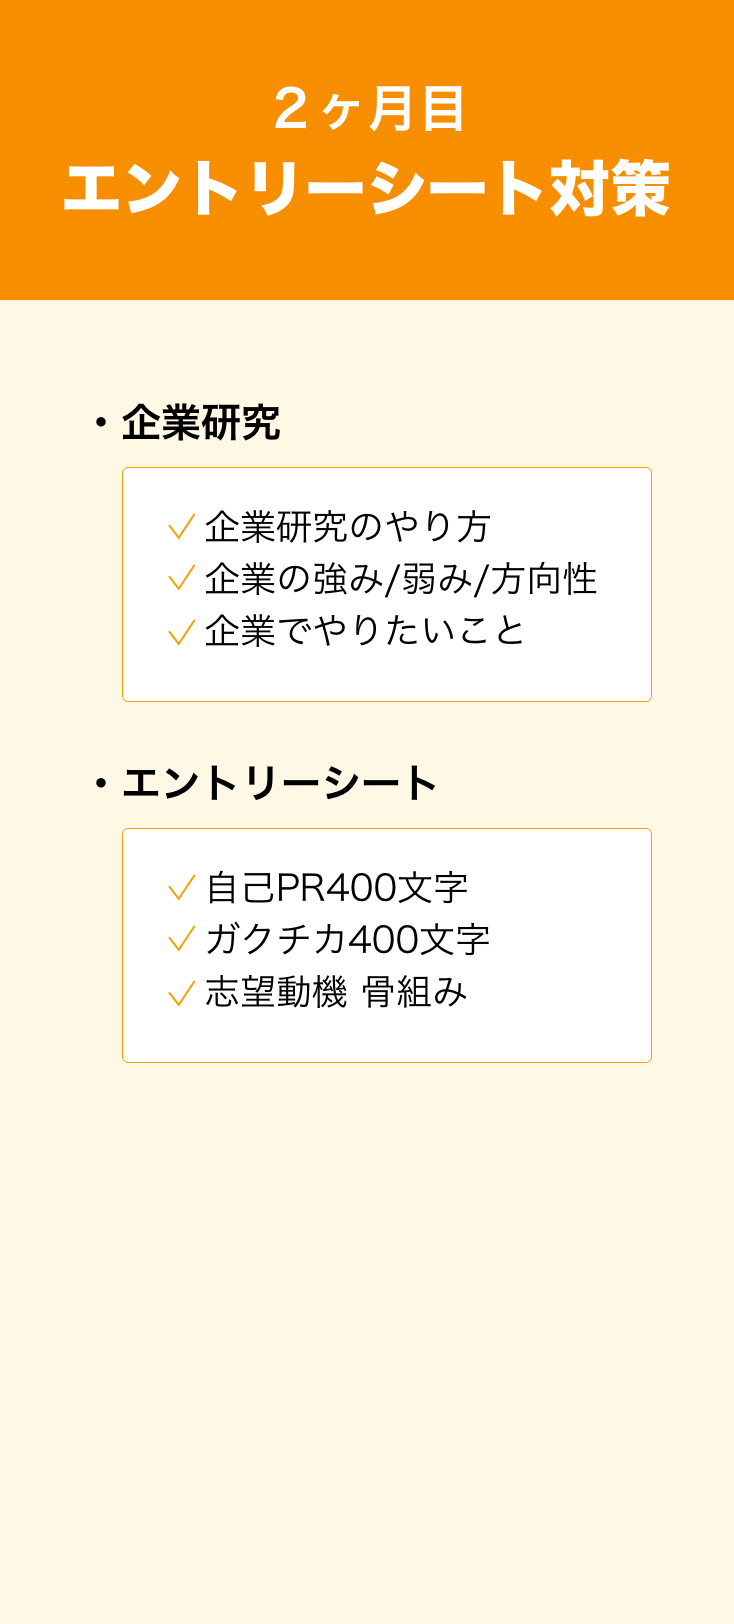 ２ヶ月目
エントリーシート対策
・企業研究
✓ 企業研究のやり方
✓ 企業の強み/弱み/方向性
✓ 企業でやりたいこと
・エントリーシート
✓ 自己PR400文字
✓ ガクチカ400文字
✓ 志望動機 骨組み